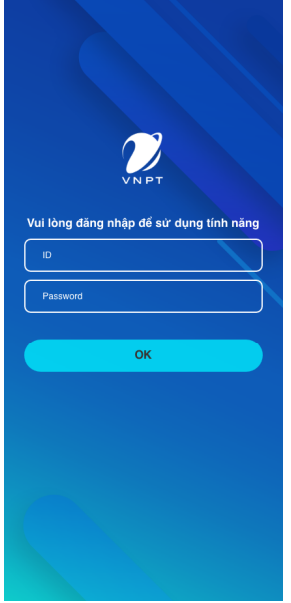 VNPT
Vui lòng đăng nhập để sử dụng tính năng
ID
Password
OK